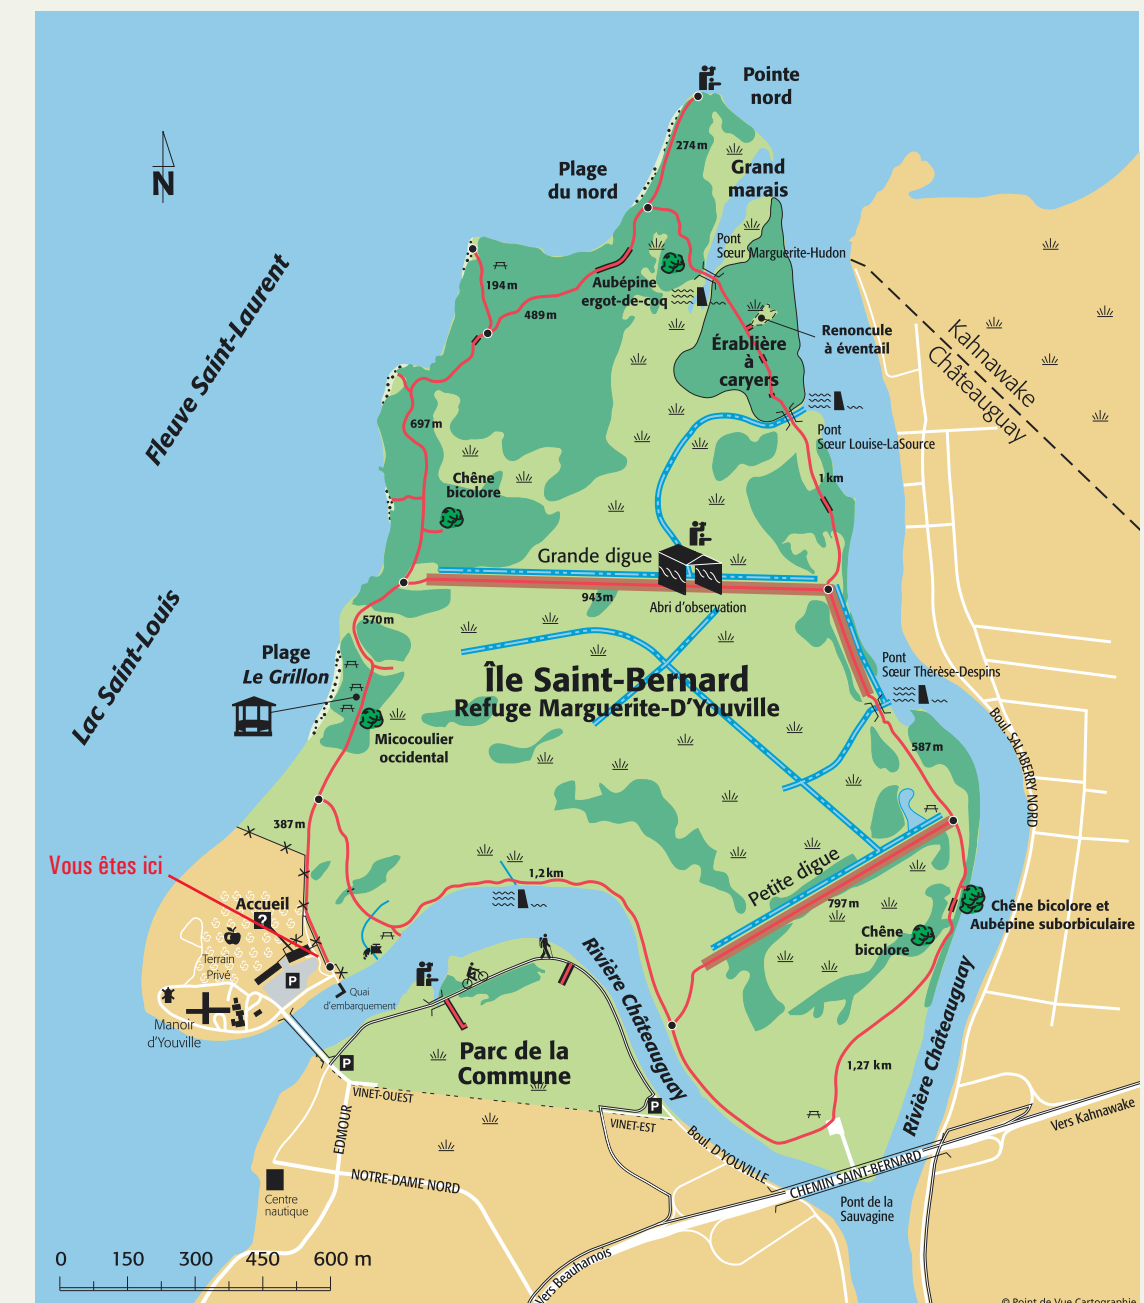 Pointe
nord
274 m
Plage
du nord
Grand
marais
N
Pont
Sœur Marguerite-Hudon
194 m
Aubépine
ergot-de-coq
489 m
Renoncule
à éventail
Érablière
à
caryers
Kahnawake
Châteauguay
Fleuve Saint-Laurent
697 m
Pont
Sœur Louise-LaSource
Chêne
bicolore
1 km
Grande digue
943m
Abri d'observation
570 m
Lac Saint-Louis
Plage
Le Grillon
Île Saint-Bernard
Refuge Marguerite-D'Youville
Pont
Sœur Thérèse-Despins
Micocoulier
occidental
587 m
Boul. SALABERRY NORD
387 m
Vous êtes ici
1,2 km
Petite digue
797 m
Accueil
?
Chêne bicolore et
Aubépine suborbiculaire
Chêne
bicolore
Terrain
Privé
P
Quai
d'embarquement
Manoir
d'Youville
Rivière Châteauguay
Rivière Châteauguay
Parc de la
Commune
1,27 km
P
VINET-OUEST
P
VINET-EST
EDMOUR
Boul. D'YOUVILLE
Vers Kahnawake
NOTRE-DAME NORD
CHEMIN SAINT-BERNARD
Centre
nautique
Pont de la
Sauvagine
Vers Beauharnois
0 150 300 450 600 m
© Point de Vue Cartographie